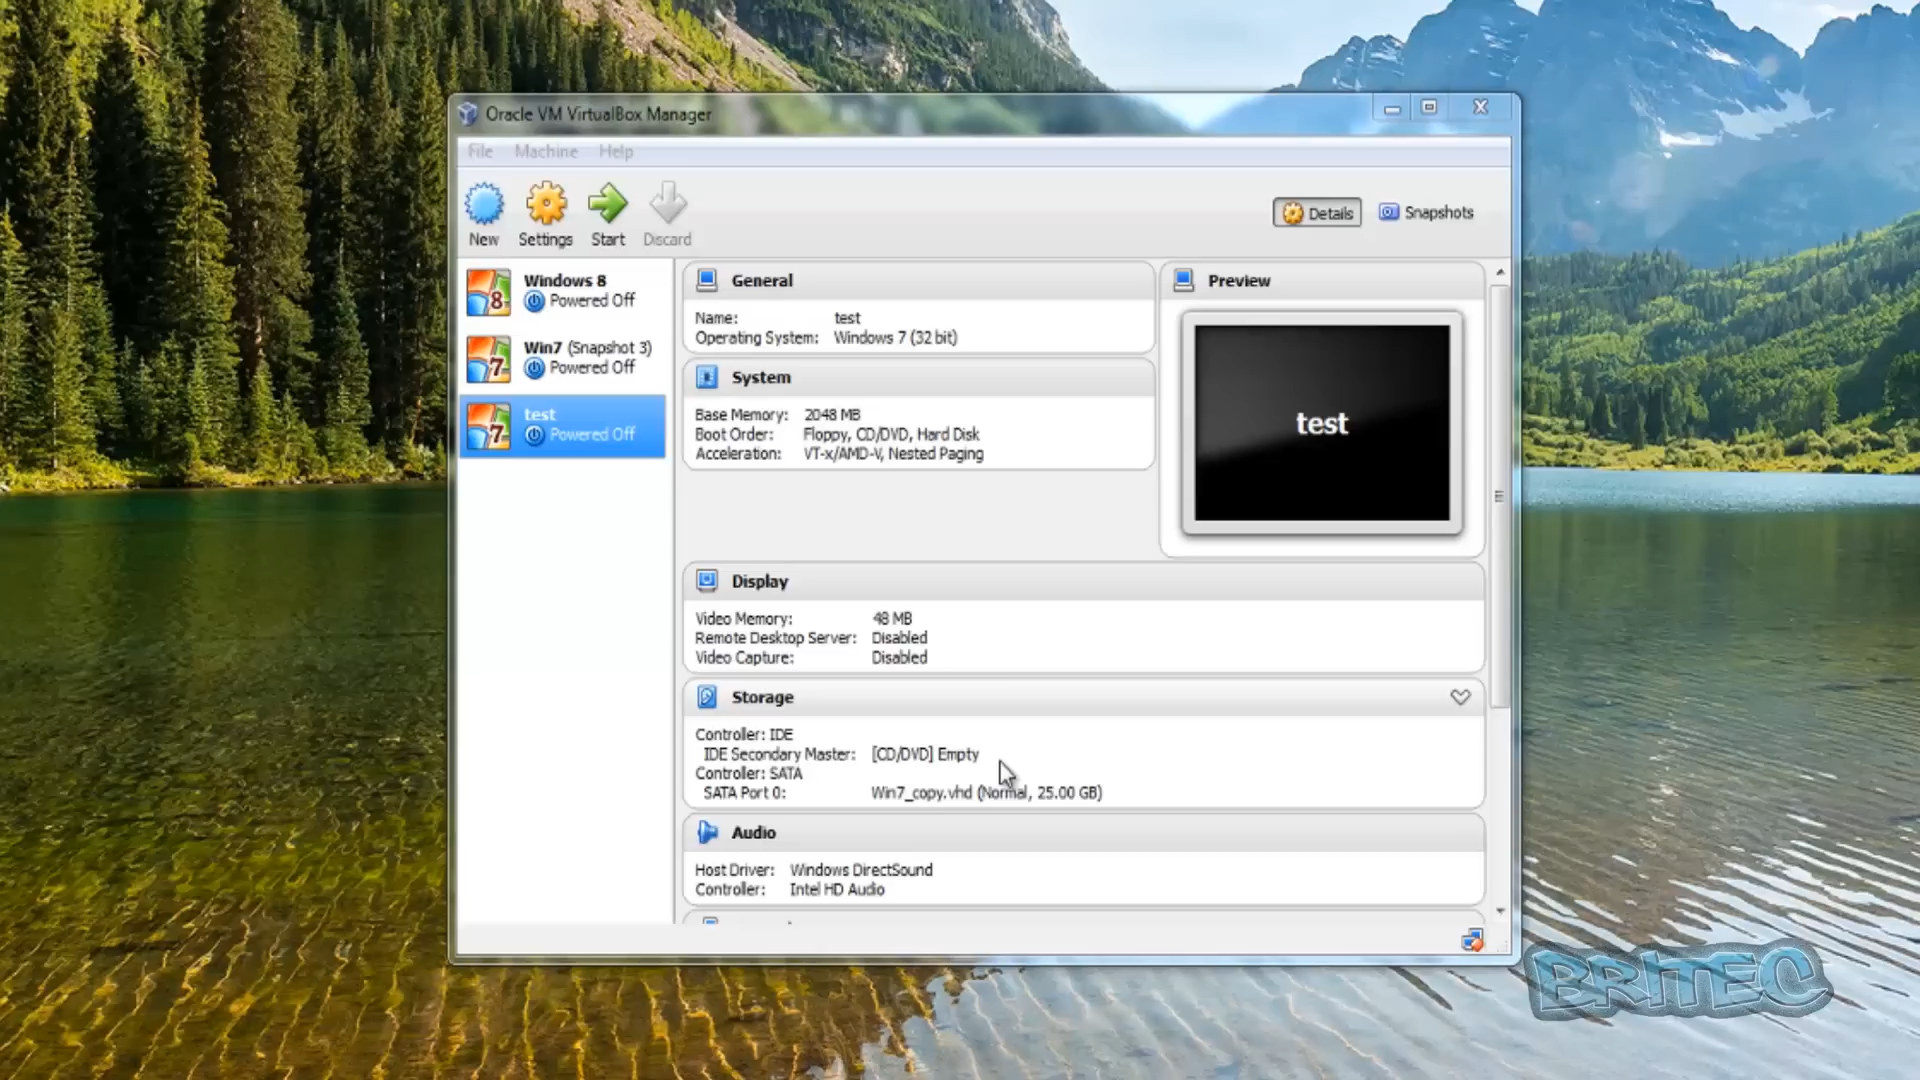 Oracle VM VirtualBox Manager
File Machine Help
New Settings Start Discard
Details Snapshots
Windows 8
Powered Off
Win7 (Snapshot 3)
Powered Off
test
Powered Off
General
Name: test
Operating System: Windows 7 (32 bit)
System
Base Memory: 2048 MB
Boot Order: Floppy, CD/DVD, Hard Disk
Acceleration: VT-x/AMD-V, Nested Paging
Preview
test
Display
Video Memory: 48 MB
Remote Desktop Server: Disabled
Video Capture: Disabled
Storage
Controller: IDE
IDE Secondary Master: [CD/DVD] Empty
Controller: SATA
SATA Port 0: Win7_copy.vhd (Normal, 25.00 GB)
Audio
Host Driver: Windows DirectSound
Controller: Intel HD Audio
BRITEC